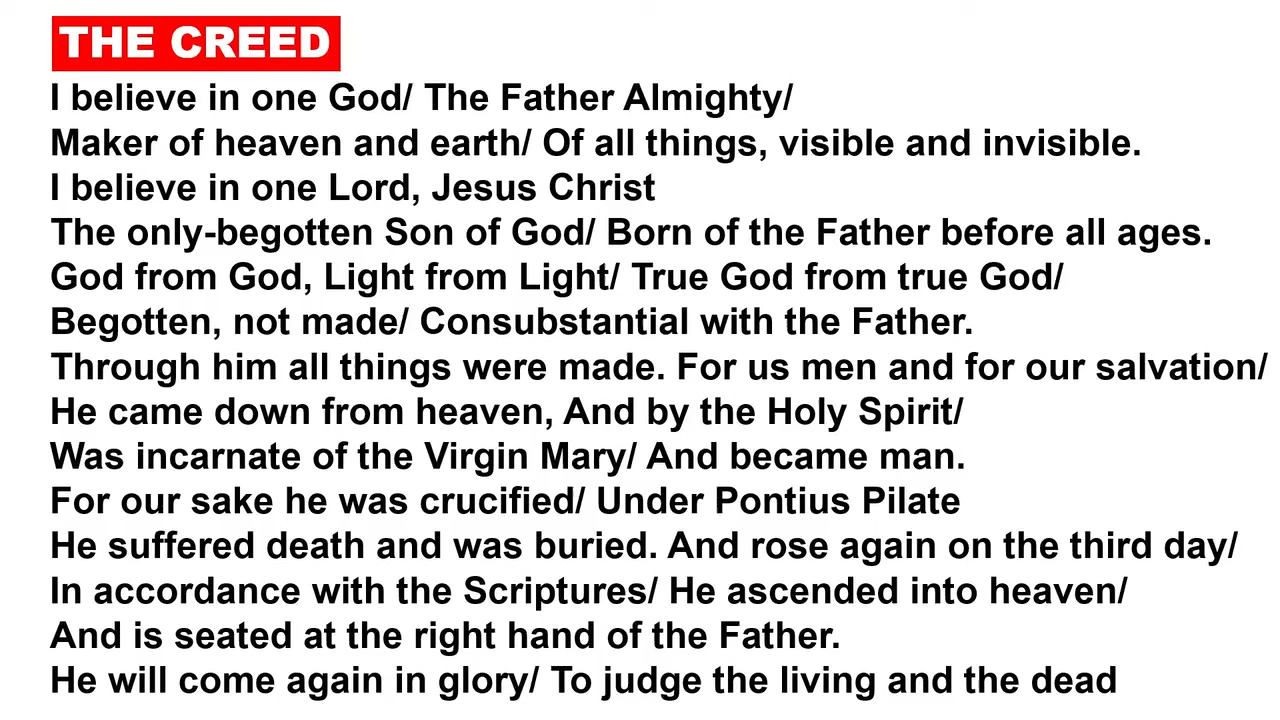 THE CREED
I believe in one God/ The Father Almighty/
Maker of heaven and earth/ Of all things, visible and invisible.
I believe in one Lord, Jesus Christ
The only-begotten Son of God/ Born of the Father before all ages.
God from God, Light from Light/ True God from true God/
Begotten, not made/ Consubstantial with the Father.
Through him all things were made. For us men and for our salvation/
He came down from heaven, And by the Holy Spirit/
Was incarnate of the Virgin Mary/ And became man.
For our sake he was crucified/ Under Pontius Pilate
He suffered death and was buried. And rose again on the third day/
In accordance with the Scriptures/ He ascended into heaven/
And is seated at the right hand of the Father.
He will come again in glory/ To judge the living and the dead